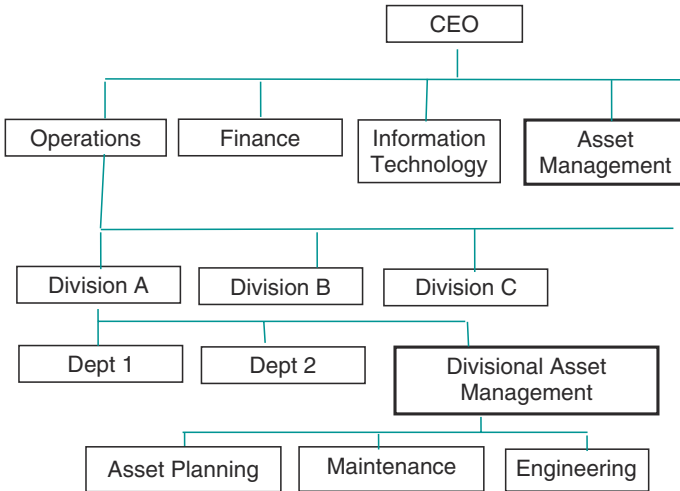 CEO
Operations
Finance
Information
Technology
Asset
Management
Division A
Division B
Division C
Dept 1
Dept 2
Divisional Asset
Management
Asset Planning
Maintenance
Engineering